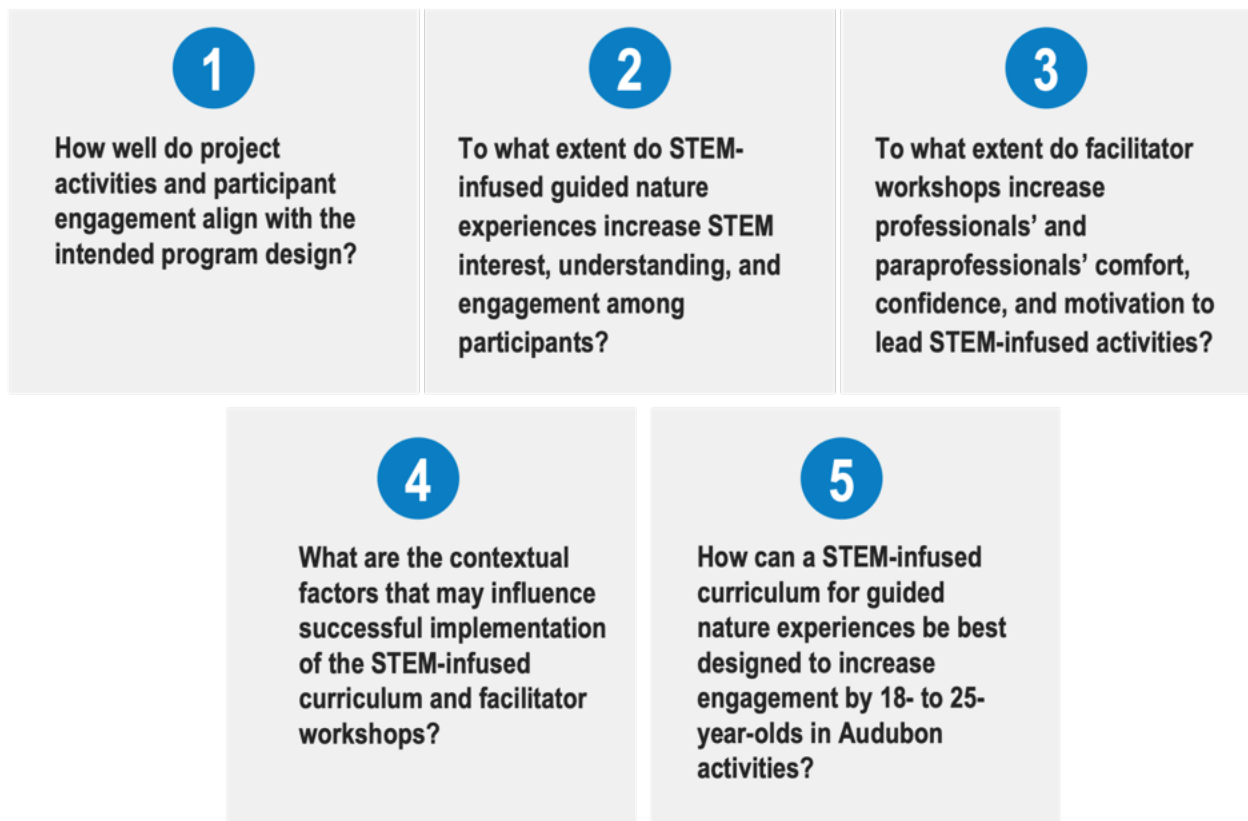 1
How well do project
activities and participant
engagement align with the
intended program design?
2
To what extent do STEM-
infused guided nature
experiences increase STEM
interest, understanding, and
engagement among
participants?
3
To what extent do facilitator
workshops increase
professionals’ and
paraprofessionals’ comfort,
confidence, and motivation to
lead STEM-infused activities?
4
What are the contextual
factors that may influence
successful implementation
of the STEM-infused
curriculum and facilitator
workshops?
5
How can a STEM-infused
curriculum for guided
nature experiences be best
designed to increase
engagement by 18- to 25-
year-olds in Audubon
activities?